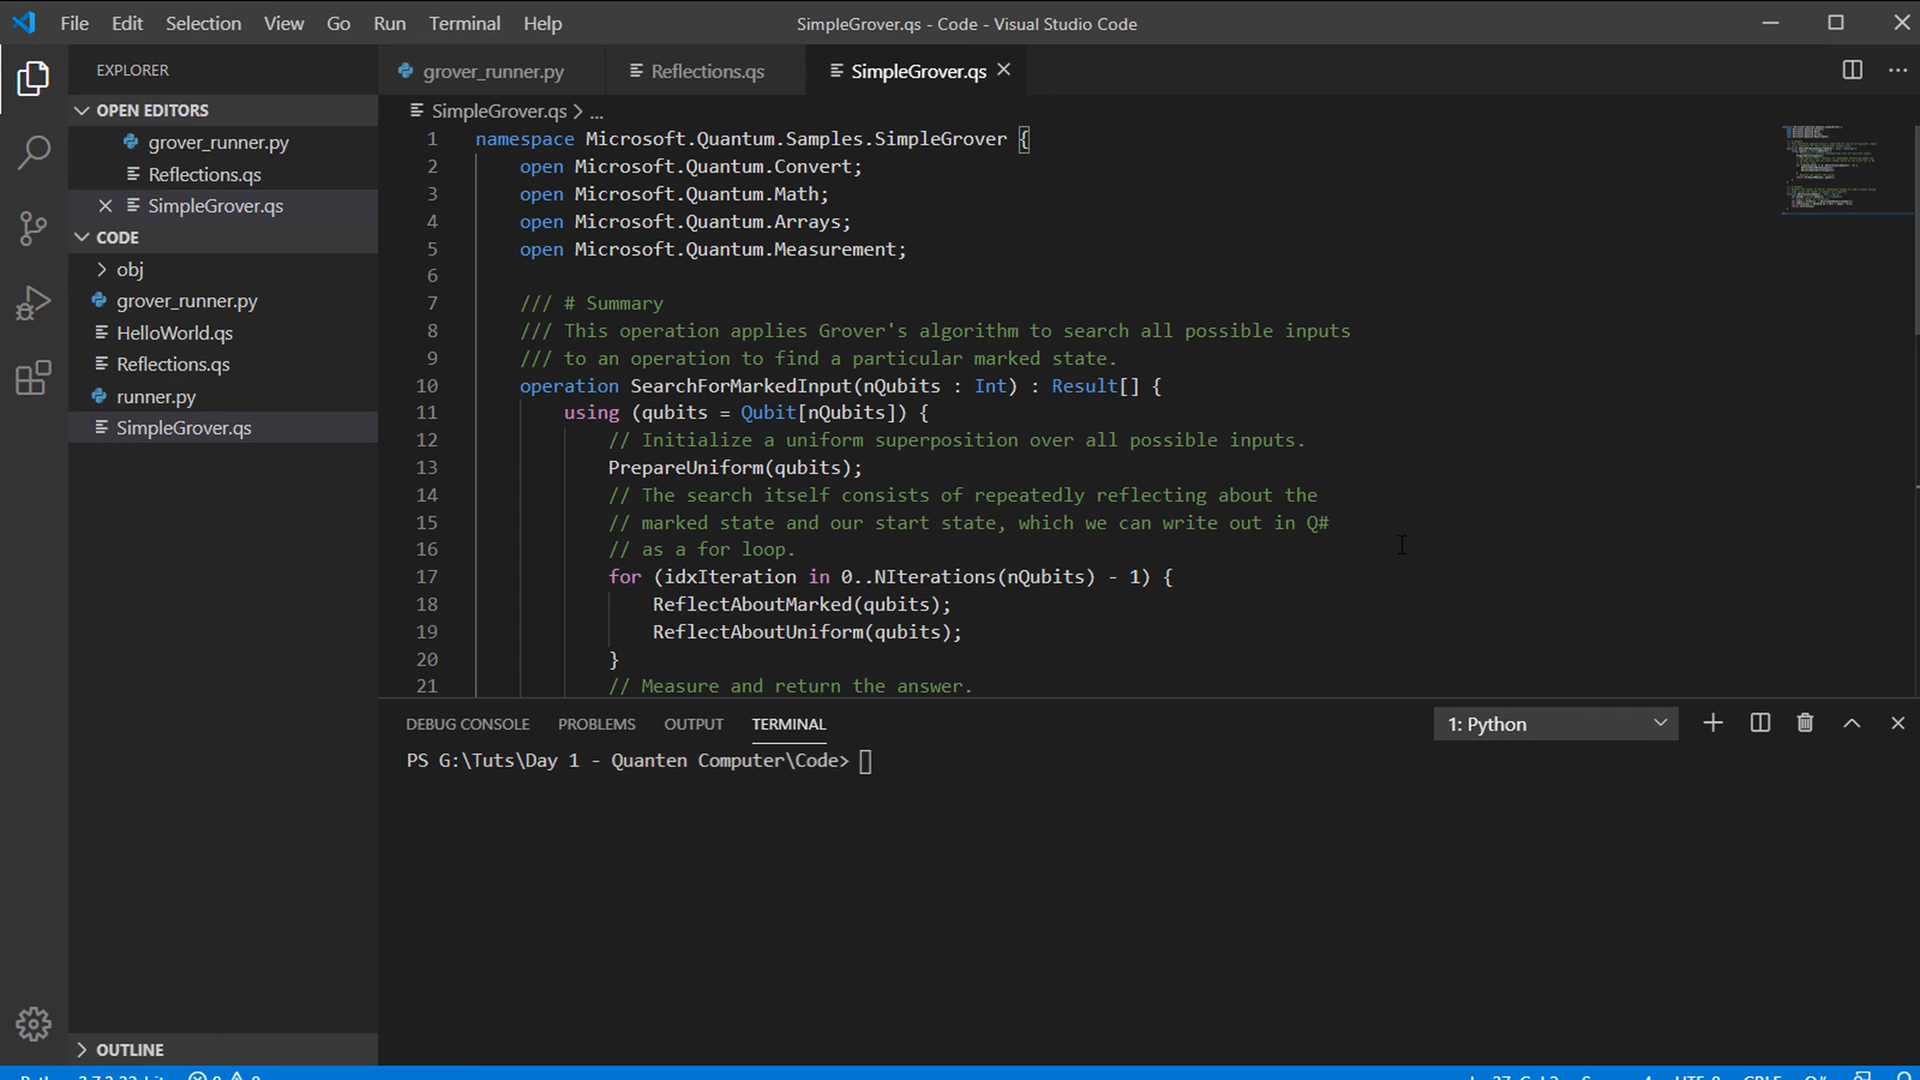 File Edit Selection View Go Run Terminal Help
SimpleGrover.qs - Code - Visual Studio Code
EXPLORER
OPEN EDITORS
grover_runner.py
Reflections.qs
SimpleGrover.qs
CODE
obj
grover_runner.py
HelloWorld.qs
Reflections.qs
runner.py
SimpleGrover.qs
OUTLINE
grover_runner.py Reflections.qs SimpleGrover.qs
SimpleGrover.qs > ...
1 namespace Microsoft.Quantum.Samples.SimpleGrover {
2 open Microsoft.Quantum.Convert;
3 open Microsoft.Quantum.Math;
4 open Microsoft.Quantum.Arrays;
5 open Microsoft.Quantum.Measurement;
6
7 /// # Summary
8 /// This operation applies Grover's algorithm to search all possible inputs
9 /// to an operation to find a particular marked state.
10 operation SearchForMarkedInput(nQubits : Int) : Result[] {
11 using (qubits = Qubit[nQubits]) {
12 // Initialize a uniform superposition over all possible inputs.
13 PrepareUniform(qubits);
14 // The search itself consists of repeatedly reflecting about the
15 // marked state and our start state, which we can write out in Q#
16 // as a for loop.
17 for (idxIteration in 0..NIterations(nQubits) - 1) {
18 ReflectAboutMarked(qubits);
19 ReflectAboutUniform(qubits);
20 }
21 // Measure and return the answer.
DEBUG CONSOLE PROBLEMS OUTPUT TERMINAL
1: Python
PS G:\Tuts\Day 1 - Quanten Computer\Code>